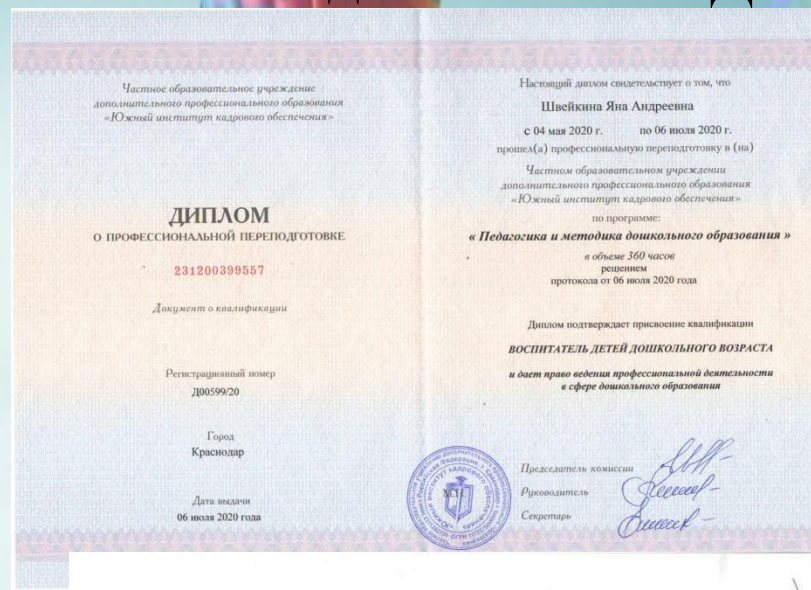 Частное образовательное учреждение
дополнительного профессионального образования
«Южный институт кадрового обеспечения»
ДИПЛОМ
О ПРОФЕССИОНАЛЬНОЙ ПЕРЕПОДГОТОВКЕ
231200399557
Документ о квалификации
Регистрационный номер
Д00599/20
Город
Краснодар
Дата выдачи
06 июля 2020 года
Настоящий диплом свидетельствует о том, что
Швейкина Яна Андреевна
с 04 мая 2020 г. по 06 июля 2020 г.
прошел(а) профессиональную переподготовку в (на)
Частном образовательном учреждении
дополнительного профессионального образования
«Южный институт кадрового обеспечения»
по программе:
« Педагогика и методика дошкольного образования »
в объеме 360 часов
решением
протокола от 06 июля 2020 года
Диплом подтверждает присвоение квалификации
ВОСПИТАТЕЛЬ ДЕТЕЙ ДОШКОЛЬНОГО ВОЗРАСТА
и дает право ведения профессиональной деятельности
в сфере дошкольного образования
Председатель комиссии
М.П.
Руководитель
Секретарь